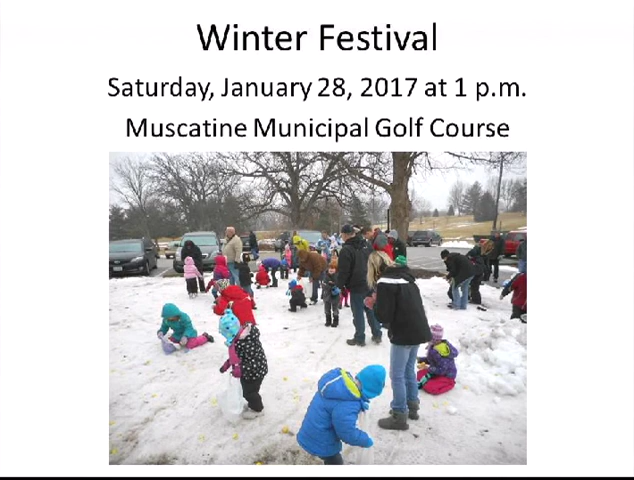 Winter Festival
Saturday, January 28, 2017 at 1 p.m.
Muscatine Municipal Golf Course